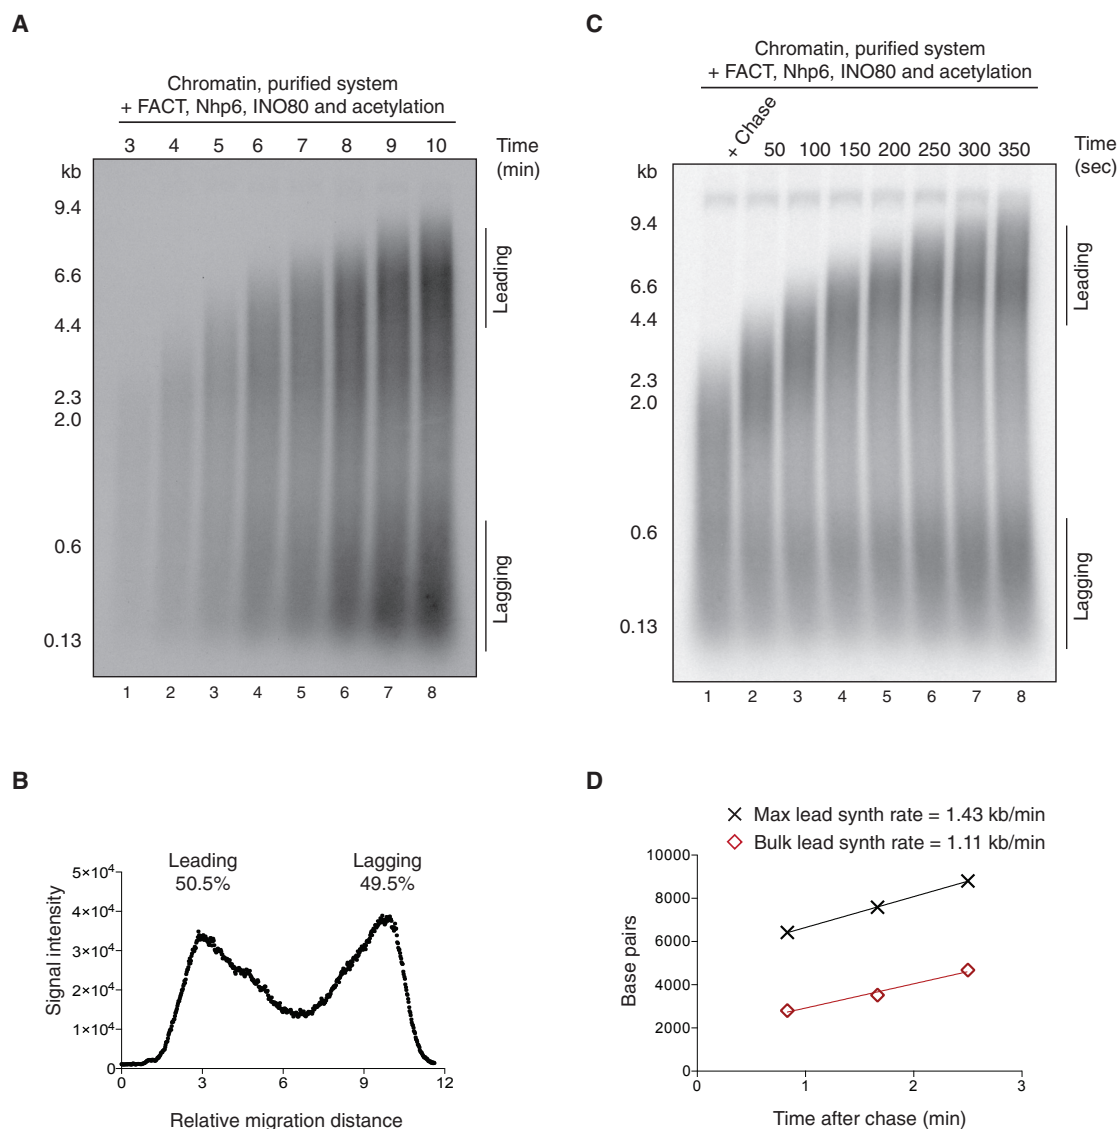 A
Chromatin, purified system
+ FACT, Nhp6, INO80 and acetylation
3 4 5 6 7 8 9 10 Time (min)
kb
9.4
6.6
4.4
2.3
2.0
0.6
0.13
Leading
Lagging
1 2 3 4 5 6 7 8
C
Chromatin, purified system
+ FACT, Nhp6, INO80 and acetylation
+ Chase 50 100 150 200 250 300 350 Time (sec)
kb
9.4
6.6
4.4
2.3
2.0
0.6
0.13
Leading
Lagging
1 2 3 4 5 6 7 8
B
Leading 50.5%
Lagging 49.5%
Signal intensity
5×10⁴
4×10⁴
3×10⁴
2×10⁴
1×10⁴
0
0 3 6 9 12
Relative migration distance
D
Max lead synth rate = 1.43 kb/min
Bulk lead synth rate = 1.11 kb/min
Base pairs
10000
8000
6000
4000
2000
0
0 1 2 3
Time after chase (min)